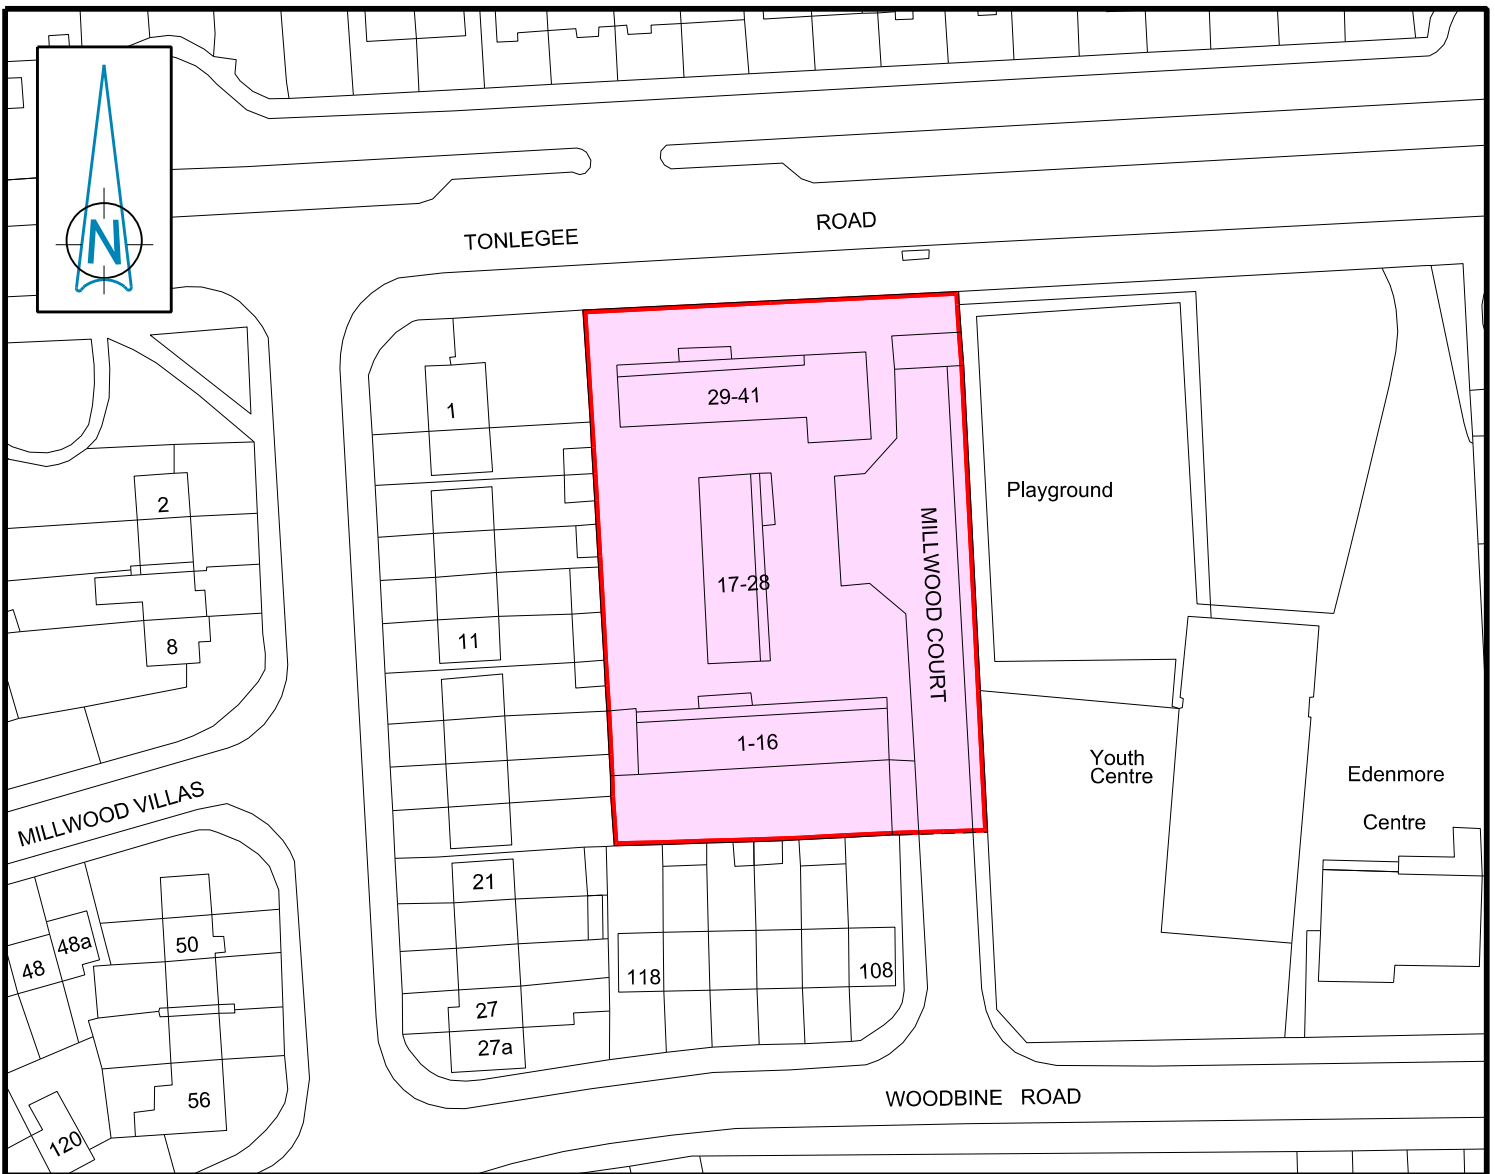 N
TONLEGEE ROAD
29-41
1
2
Playground
MILLWOOD COURT
17-28
11
8
1-16
Youth
Centre
Edenmore
Centre
MILLWOOD VILLAS
21
48a
48
50
118
108
27
27a
56
WOODBINE ROAD
120